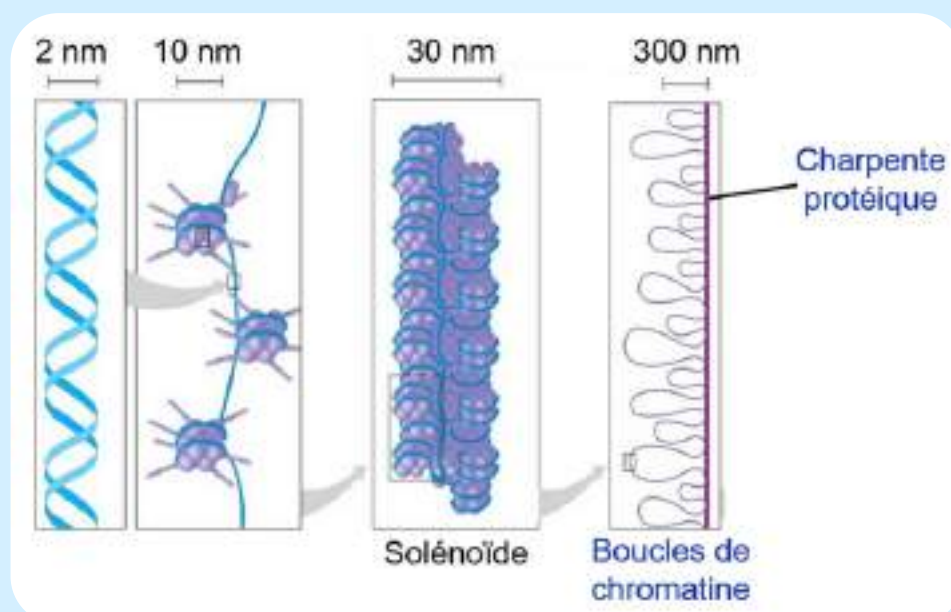 2 nm
10 nm
30 nm
300 nm
Charpente
protéique
Solénoïde
Boucles de
chromatine